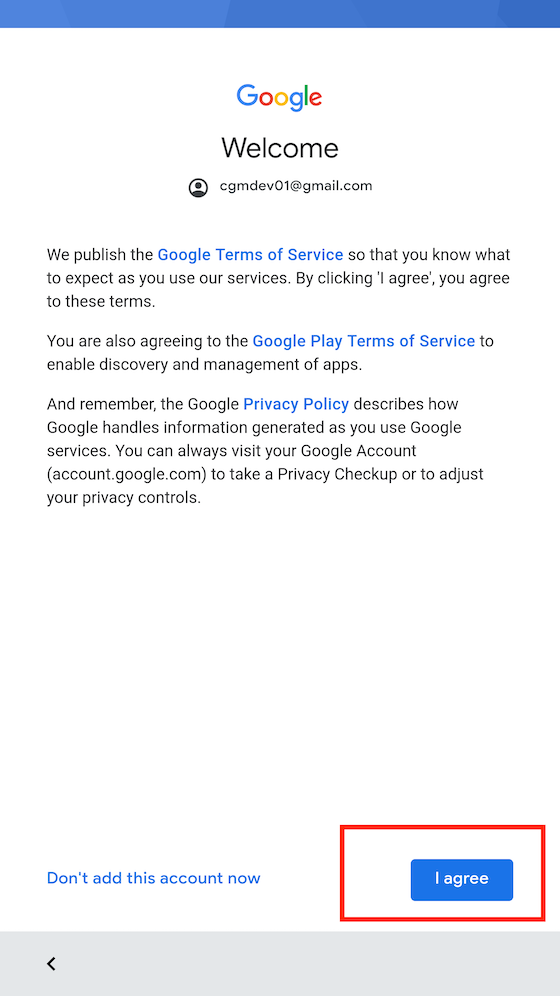 Google
Welcome
cgmdev01@gmail.com
We publish the Google Terms of Service so that you know what
to expect as you use our services. By clicking 'I agree', you agree
to these terms.
You are also agreeing to the Google Play Terms of Service to
enable discovery and management of apps.
And remember, the Google Privacy Policy describes how
Google handles information generated as you use Google
services. You can always visit your Google Account
(account.google.com) to take a Privacy Checkup or to adjust
your privacy controls.
Don't add this account now
I agree